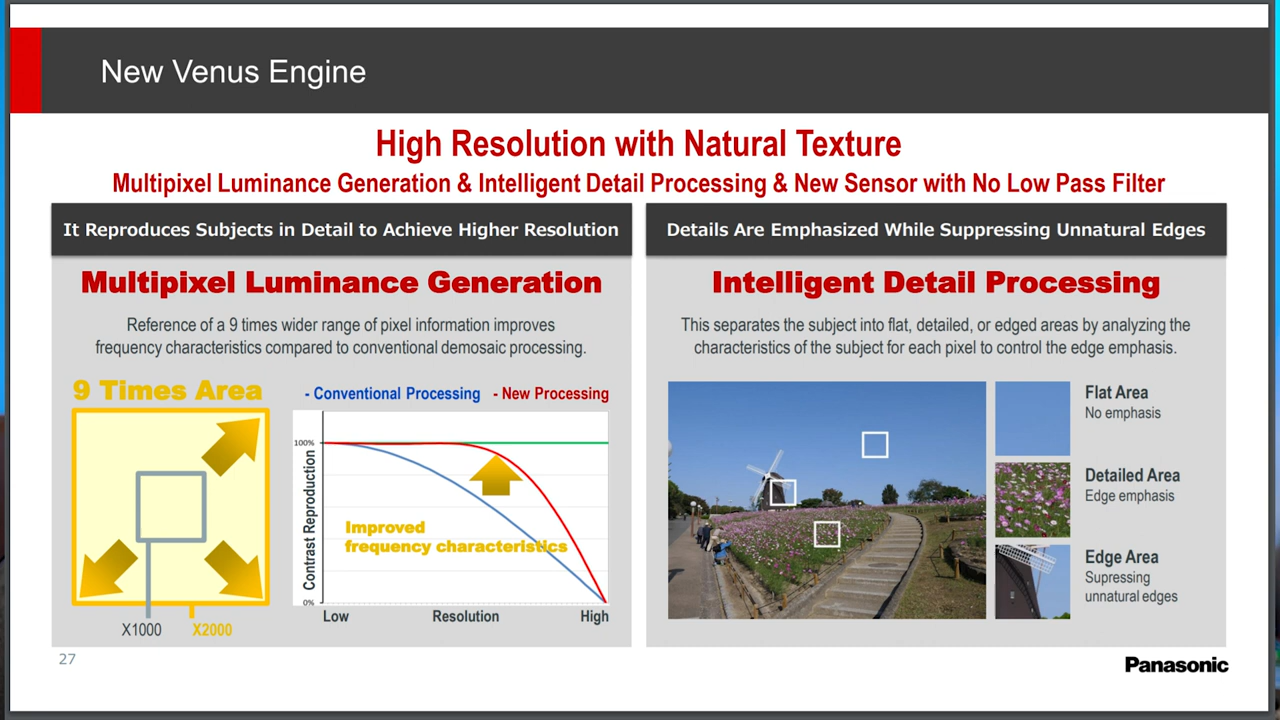 New Venus Engine
High Resolution with Natural Texture
Multipixel Luminance Generation & Intelligent Detail Processing & New Sensor with No Low Pass Filter
It Reproduces Subjects in Detail to Achieve Higher Resolution
Multipixel Luminance Generation
Reference of a 9 times wider range of pixel information improves
frequency characteristics compared to conventional demosaic processing.
9 Times Area
X1000
X2000
- Conventional Processing
- New Processing
100%
Contrast Reproduction
Improved
frequency characteristics
0%
Low
Resolution
High
Details Are Emphasized While Suppressing Unnatural Edges
Intelligent Detail Processing
This separates the subject into flat, detailed, or edged areas by analyzing the
characteristics of the subject for each pixel to control the edge emphasis.
Flat Area
No emphasis
Detailed Area
Edge emphasis
Edge Area
Supressing
unnatural edges
27
Panasonic